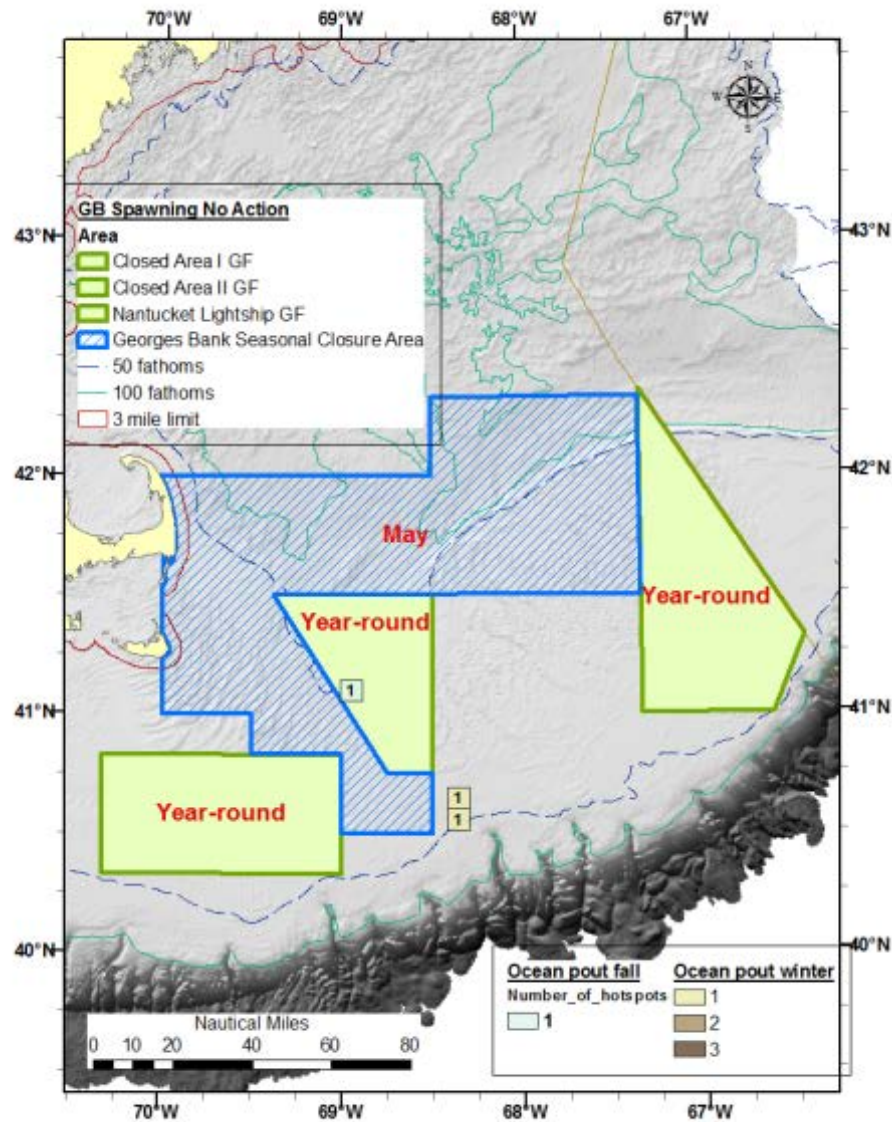 70°W 69°W 68°W 67°W
N
W
43°N 43°N
GB Spawning No Action
Area
Closed Area I GF
Closed Area II GF
Nantucket Lightship GF
Georges Bank Seasonal Closure Area
50 fathoms
100 fathoms
3 mile limit
42°N 42°N
May
Year-round
Year-round
1
41°N 41°N
Year-round
1
1
40°N 40°N
Ocean pout fall
Number_of_hotspots
1
Ocean pout winter
1
2
3
Nautical Miles
0 10 20 40 60 80
70°W 69°W 68°W 67°W